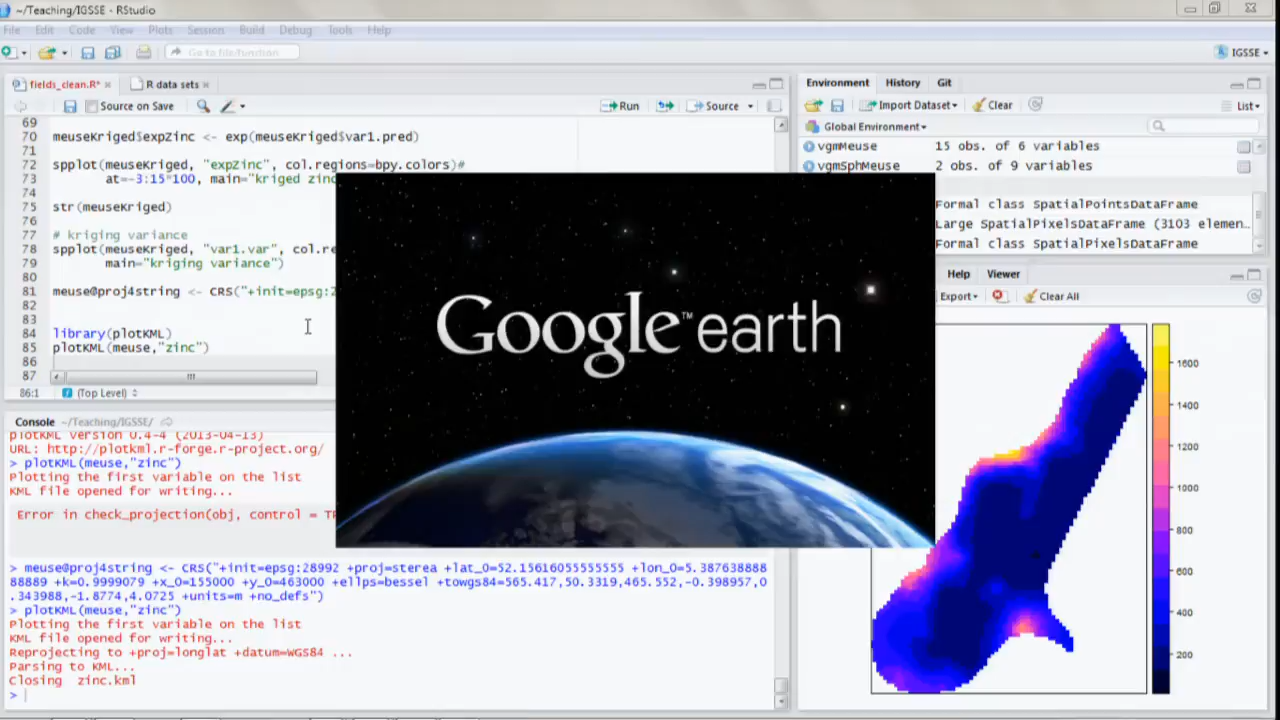 ~/Teaching/IGSSE - RStudio
File Edit Code View Plots Session Build Debug Tools Help
Go to file/function
IGSSE
fields_clean.R*
R data sets
Source on Save
Run
Source
69
70 meuseKriged$expZinc <- exp(meuseKriged$var1.pred)
71
72 spplot(meuseKriged, "expZinc", col.regions=bpy.colors)#
73 at=-3:15*100, main="kriged zinc
74
75 str(meuseKriged)
76
77 # kriging variance
78 spplot(meuseKriged, "var1.var", col.re
79 main="kriging variance")
80
81 meuse@proj4string <- CRS("+init=epsg:2
82
83
84 library(plotKML)
85 plotKML(meuse,"zinc")
86
87
86:1 (Top Level)
Console ~/Teaching/IGSSE/
plotKML version 0.4-4 (2013-04-13)
URL: http://plotkml.r-forge.r-project.org/
> plotKML(meuse,"zinc")
Plotting the first variable on the list
KML file opened for writing...
Error in check_projection(obj, control = TR
> meuse@proj4string <- CRS("+init=epsg:28992 +proj=sterea +lat_0=52.15616055555555 +lon_0=5.387638888
88889 +k=0.9999079 +x_0=155000 +y_0=463000 +ellps=bessel +towgs84=565.417,50.3319,465.552,-0.398957,0
.343988,-1.8774,4.0725 +units=m +no_defs")
> plotKML(meuse,"zinc")
Plotting the first variable on the list
KML file opened for writing...
Reprojecting to +proj=longlat +datum=WGS84 ...
Parsing to KML...
Closing zinc.kml
>
Google™ earth
Environment History Git
Import Dataset
Clear
List
Global Environment
vgmMeuse 15 obs. of 6 variables
vgmSphMeuse 2 obs. of 9 variables
Formal class SpatialPointsDataFrame
Large SpatialPixelsDataFrame (3103 elemen…
Formal class SpatialPixelsDataFrame
Help Viewer
Export
Clear All
1600
1400
1200
1000
800
600
400
200